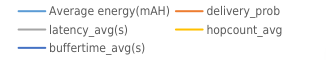 Average energy(mAH) delivery_prob
latency_avg(s) hopcount_avg
buffertime_avg(s)